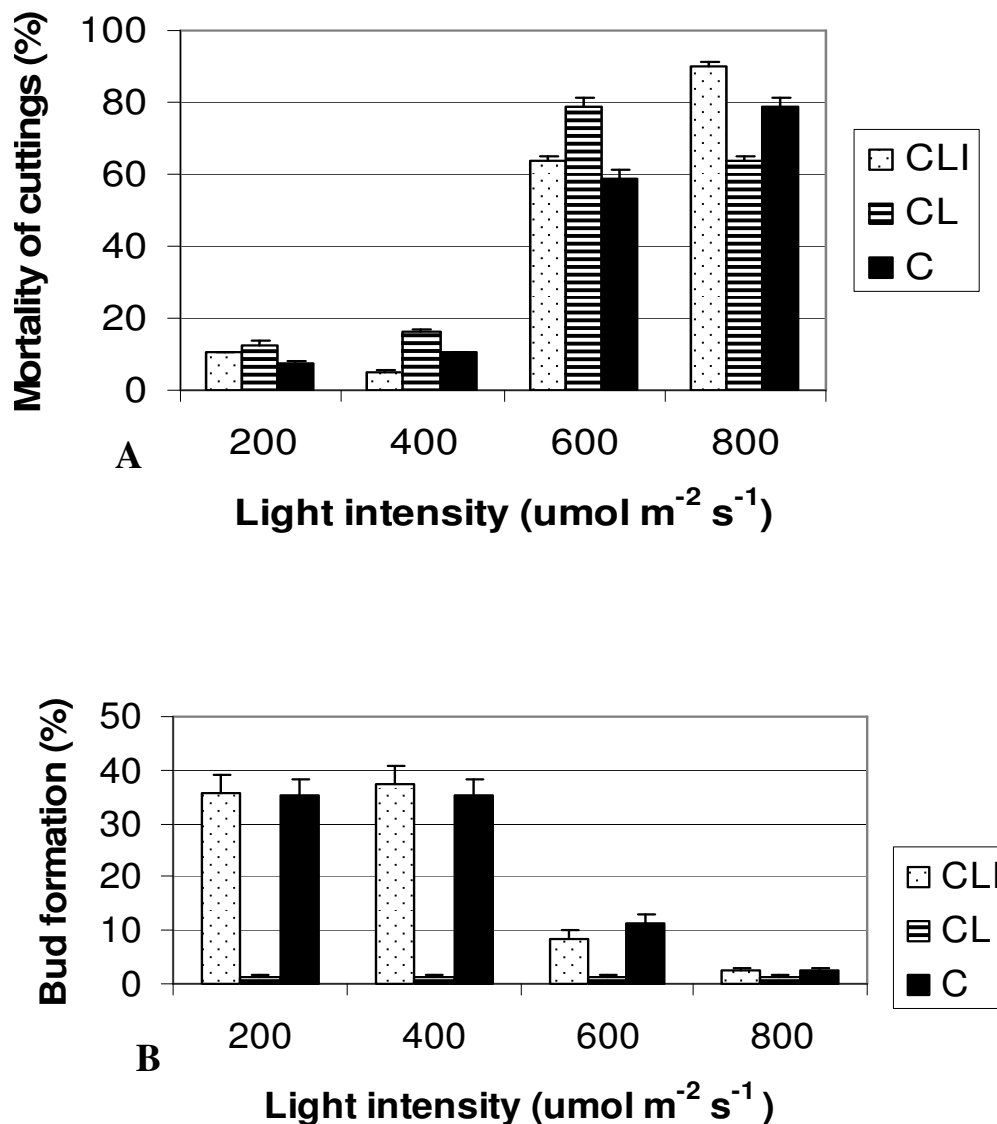 Mortality of cuttings (%)
100
80
60
40
20
0
200 400 600 800
A
Light intensity (umol m⁻² s⁻¹)
CLI
CL
C
Bud formation (%)
50
40
30
20
10
0
200 400 600 800
B
Light intensity (umol m⁻² s⁻¹)
CLI
CL
C